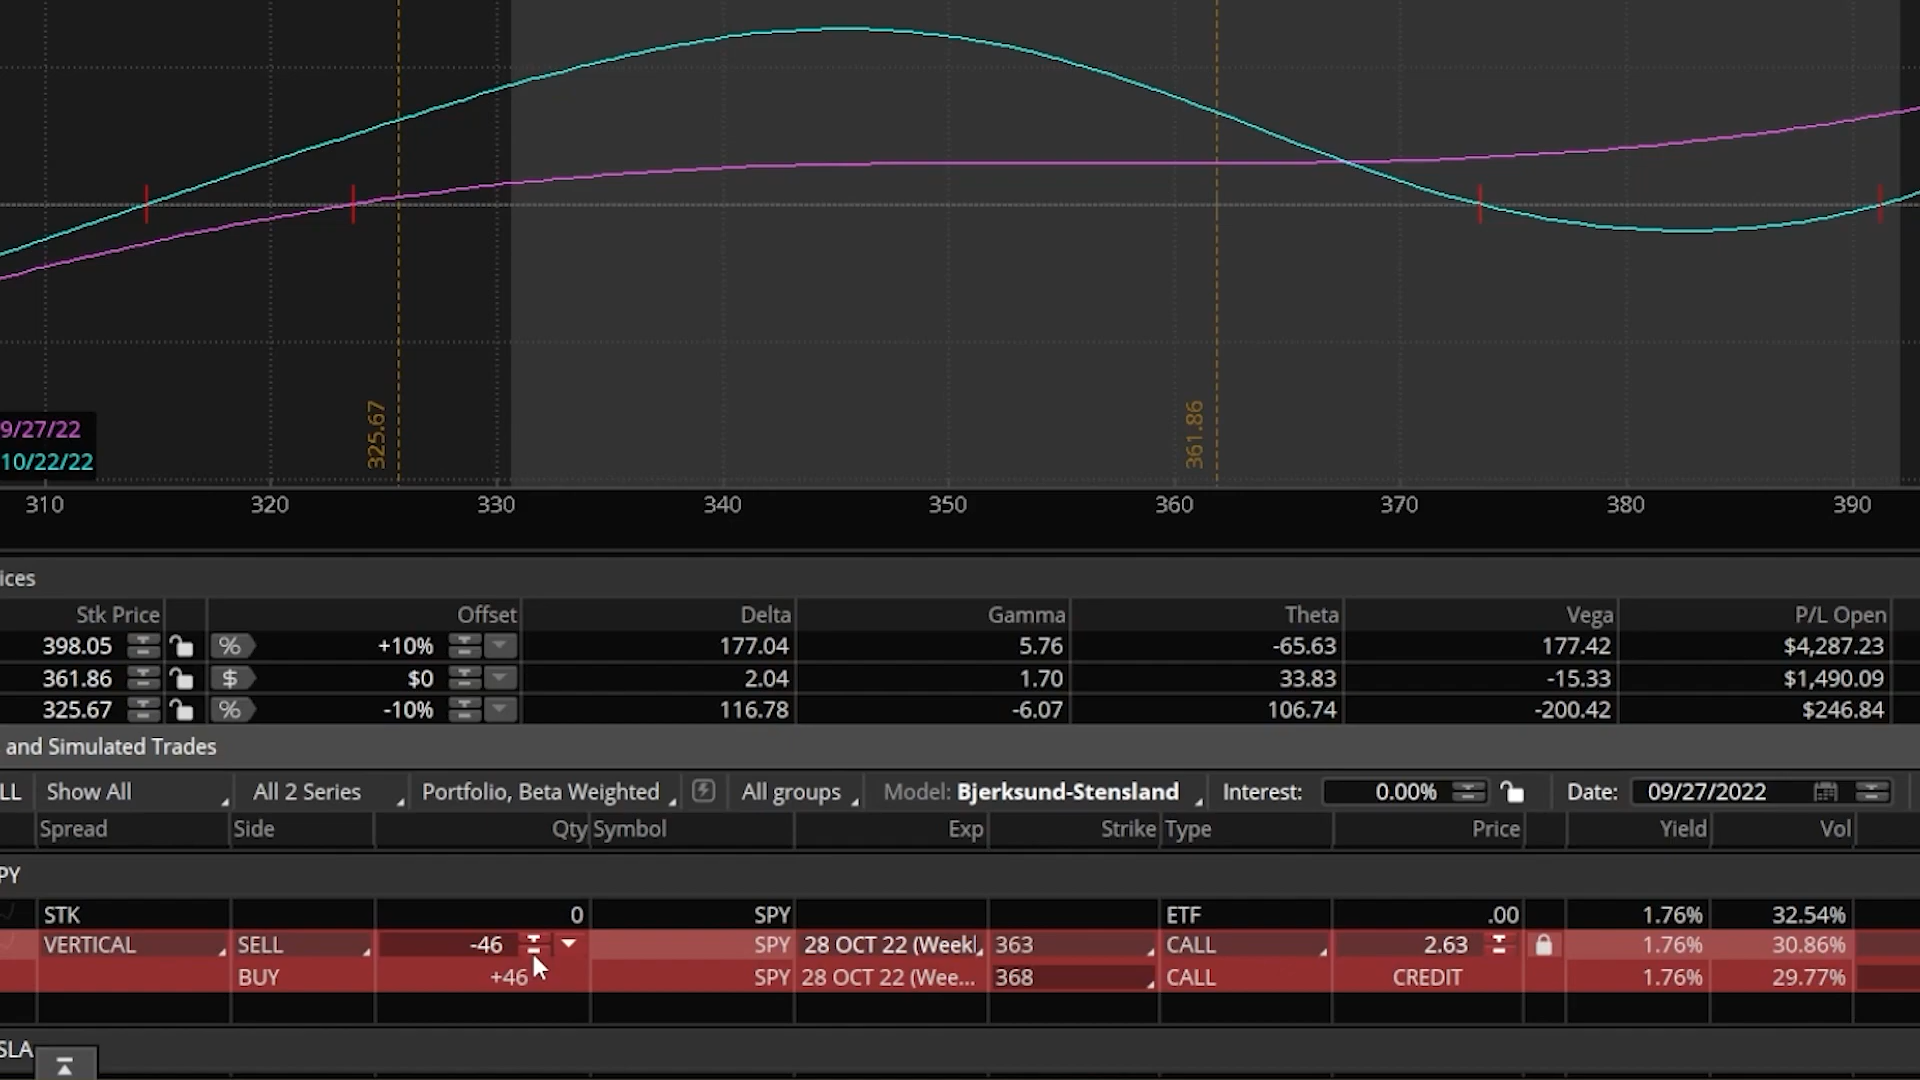 325.67
361.86
9/27/22
10/22/22
310 320 330 340 350 360 370 380 390
ices
Stk Price Offset Delta Gamma Theta Vega P/L Open
398.05 % +10% 177.04 5.76 -65.63 177.42 $4,287.23
361.86 $ $0 2.04 1.70 33.83 -15.33 $1,490.09
325.67 % -10% 116.78 -6.07 106.74 -200.42 $246.84
and Simulated Trades
LL Show All All 2 Series Portfolio, Beta Weighted All groups Model: Bjerksund-Stensland Interest: 0.00% Date: 09/27/2022
Spread Side Qty Symbol Exp Strike Type Price Yield Vol
PY
STK 0 SPY ETF .00 1.76% 32.54%
VERTICAL SELL -46 SPY 28 OCT 22 (Weekl 363 CALL 2.63 1.76% 30.86%
BUY +46 SPY 28 OCT 22 (Wee... 368 CALL CREDIT 1.76% 29.77%
SLA